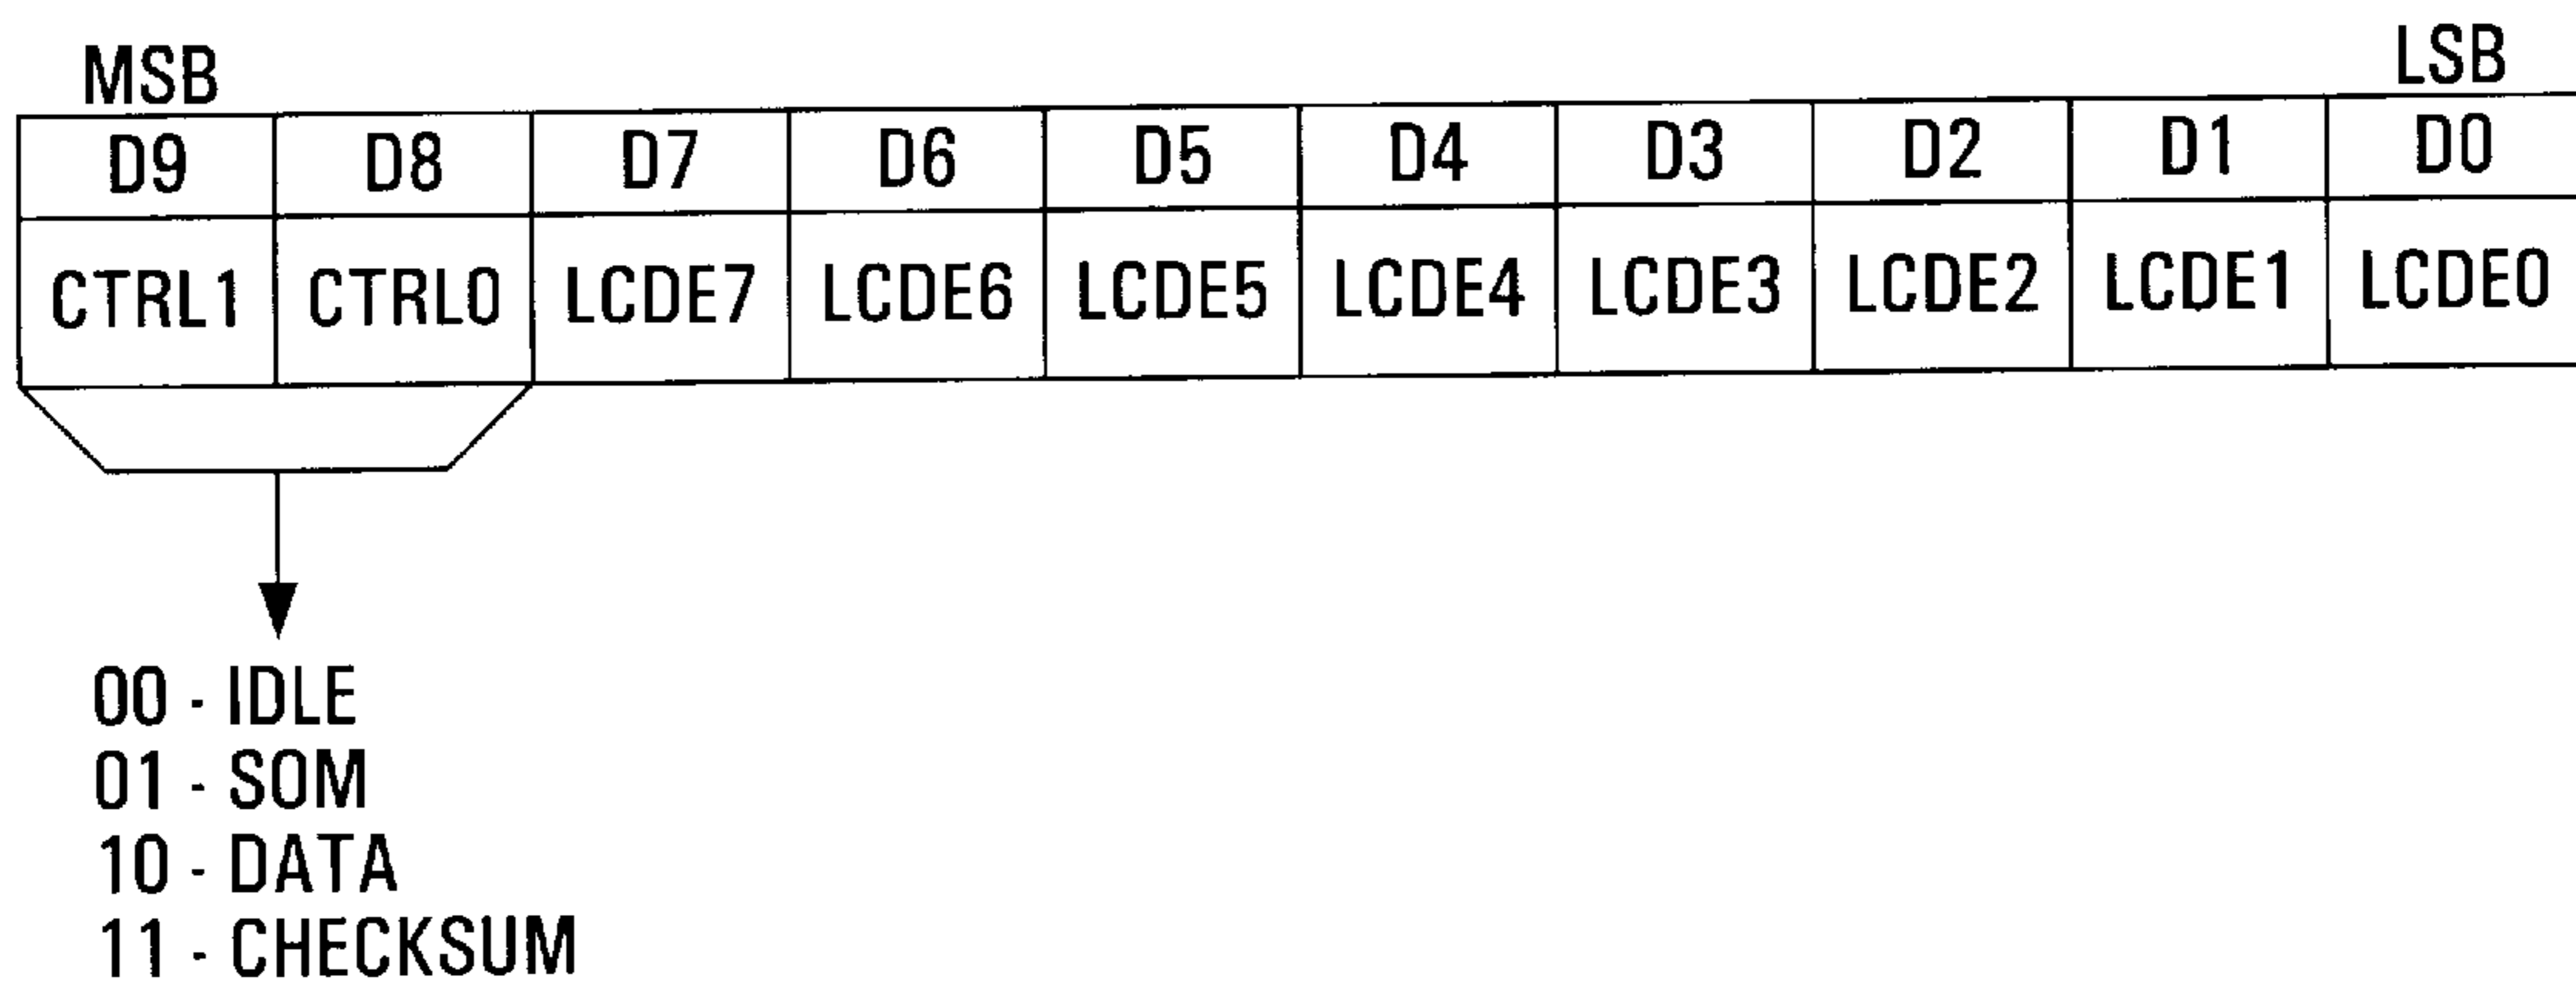 MSB LSB
D9 D8 D7 D6 D5 D4 D3 D2 D1 D0
CTRL1 CTRL0 LCDE7 LCDE6 LCDE5 LCDE4 LCDE3 LCDE2 LCDE1 LCDE0
00 - IDLE
01 - SOM
10 - DATA
11 - CHECKSUM